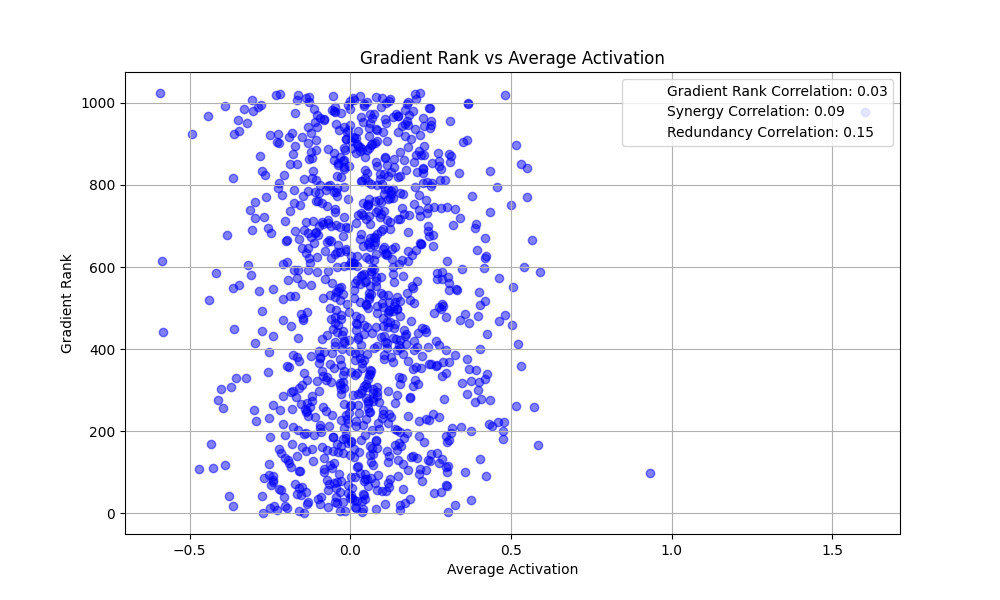 Gradient Rank vs Average Activation
Gradient Rank Correlation: 0.03
Synergy Correlation: 0.09
Redundancy Correlation: 0.15
1000
800
600
400
200
0
Gradient Rank
−0.5 0.0 0.5 1.0 1.5
Average Activation